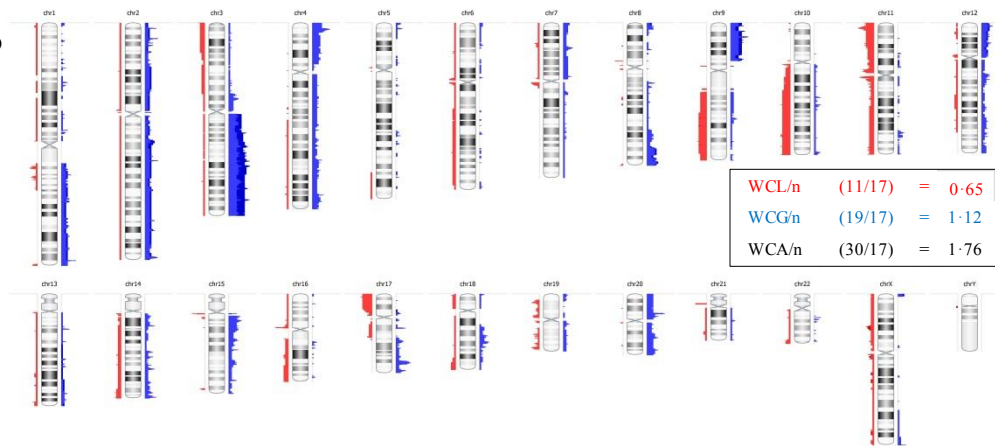 chr1 chr2 chr3 chr4 chr5 chr6 chr7 chr8 chr9 chr10 chr11 chr12
WCL/n (11/17) = 0·65
WCG/n (19/17) = 1·12
WCA/n (30/17) = 1·76
chr13 chr14 chr15 chr16 chr17 chr18 chr19 chr20 chr21 chr22 chrX chrY